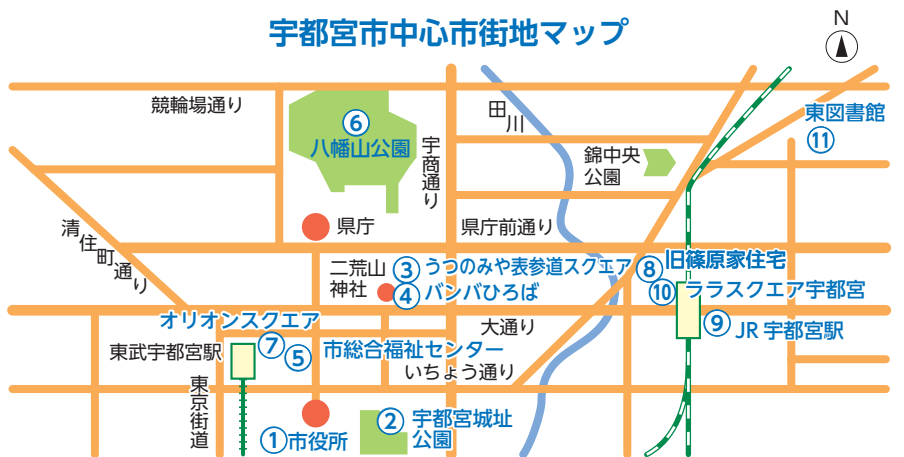 宇都宮市中心市街地マップ
N
競輪場通り
⑥
八幡山公園
宇商通り
田川
錦中央
公園
東図書館
⑪
清住町通り
県庁
県庁前通り
二荒山
神社
③うつのみや表参道スクエア
④バンバひろば
⑧旧篠原家住宅
⑩ララスクエア宇都宮
⑨JR宇都宮駅
オリオンスクエア
⑦
⑤市総合福祉センター
大通り
東武宇都宮駅
いちょう通り
東京街道
①市役所
②宇都宮城址
公園